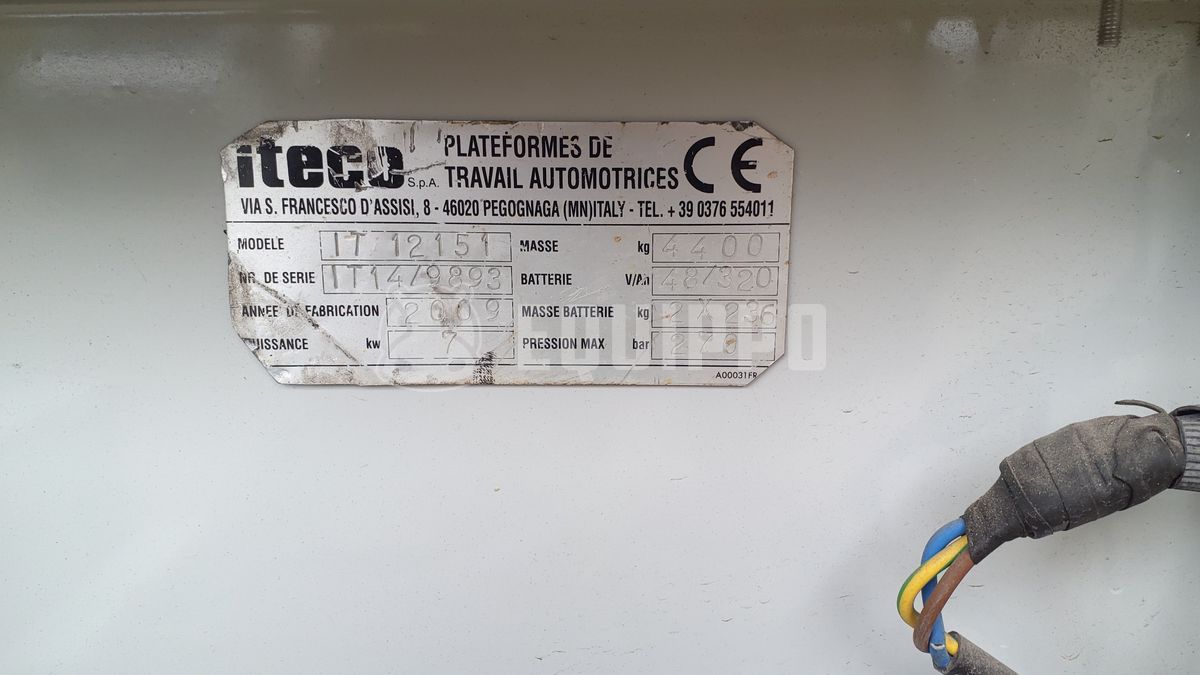 iteco S.p.A. PLATEFORMES DE TRAVAIL AUTOMOTRICES CE
VIA S. FRANCESCO D'ASSISI, 8 - 46020 PEGOGNAGA (MN)ITALY - TEL. + 39 0376 554011
MODELE IT 12151 MASSE kg 4400
NR. DE SERIE IT14/9893 BATTERIE V/Ah 48/320
ANNEE DE FABRICATION 2009 MASSE BATTERIE kg 2X236
PUISSANCE kw 7 PRESSION MAX bar
A00031FR
EQUIPPO